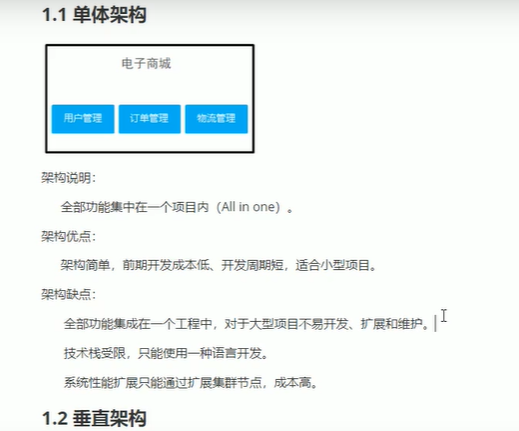 1.1 单体架构
电子商城
用户管理 订单管理 物流管理
架构说明：
全部功能集中在一个项目内（All in one）。
架构优点：
架构简单，前期开发成本低、开发周期短，适合小型项目。
架构缺点：
全部功能集成在一个工程中，对于大型项目不易开发、扩展和维护。
技术栈受限，只能使用一种语言开发。
系统性能扩展只能通过扩展集群节点，成本高。
1.2 垂直架构